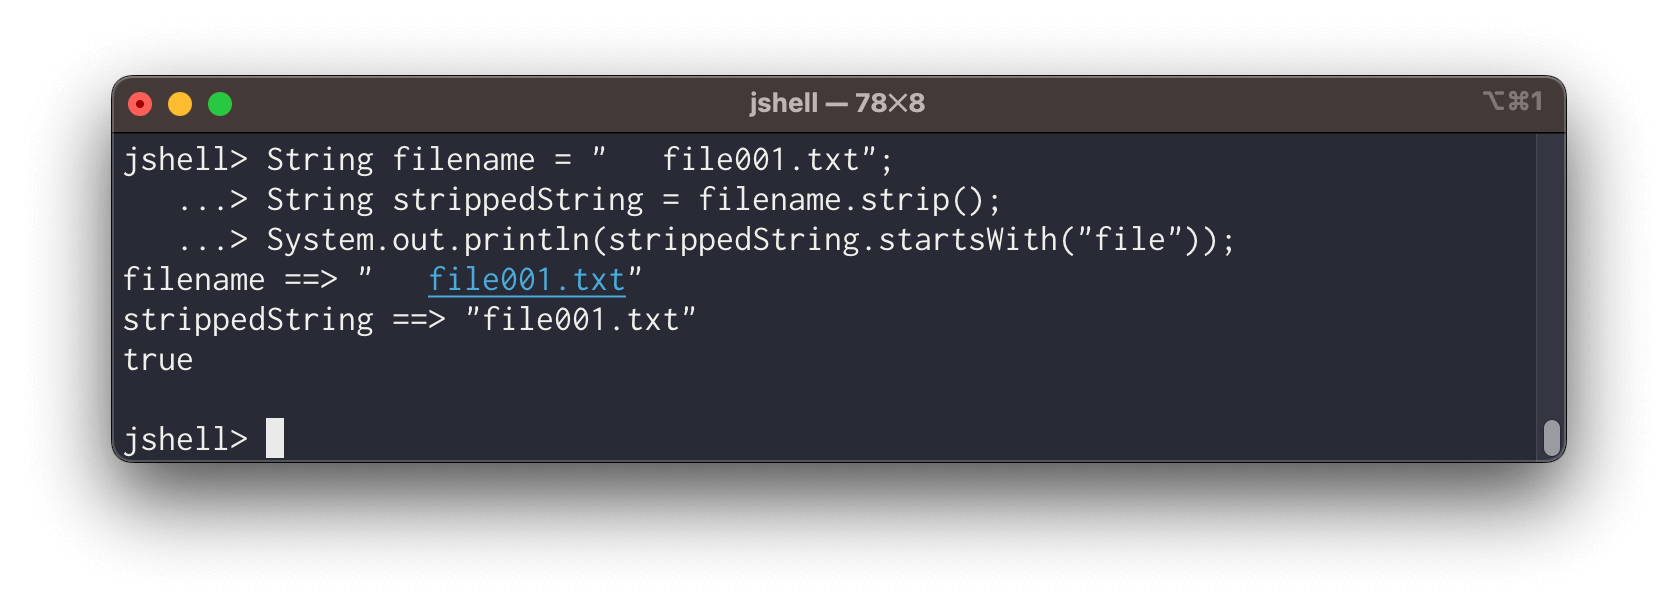 jshell — 78✕8 ⌥⌘1
jshell> String filename = "   file001.txt";
   ...> String strippedString = filename.strip();
   ...> System.out.println(strippedString.startsWith("file"));
filename ==> "   file001.txt"
strippedString ==> "file001.txt"
true
jshell>